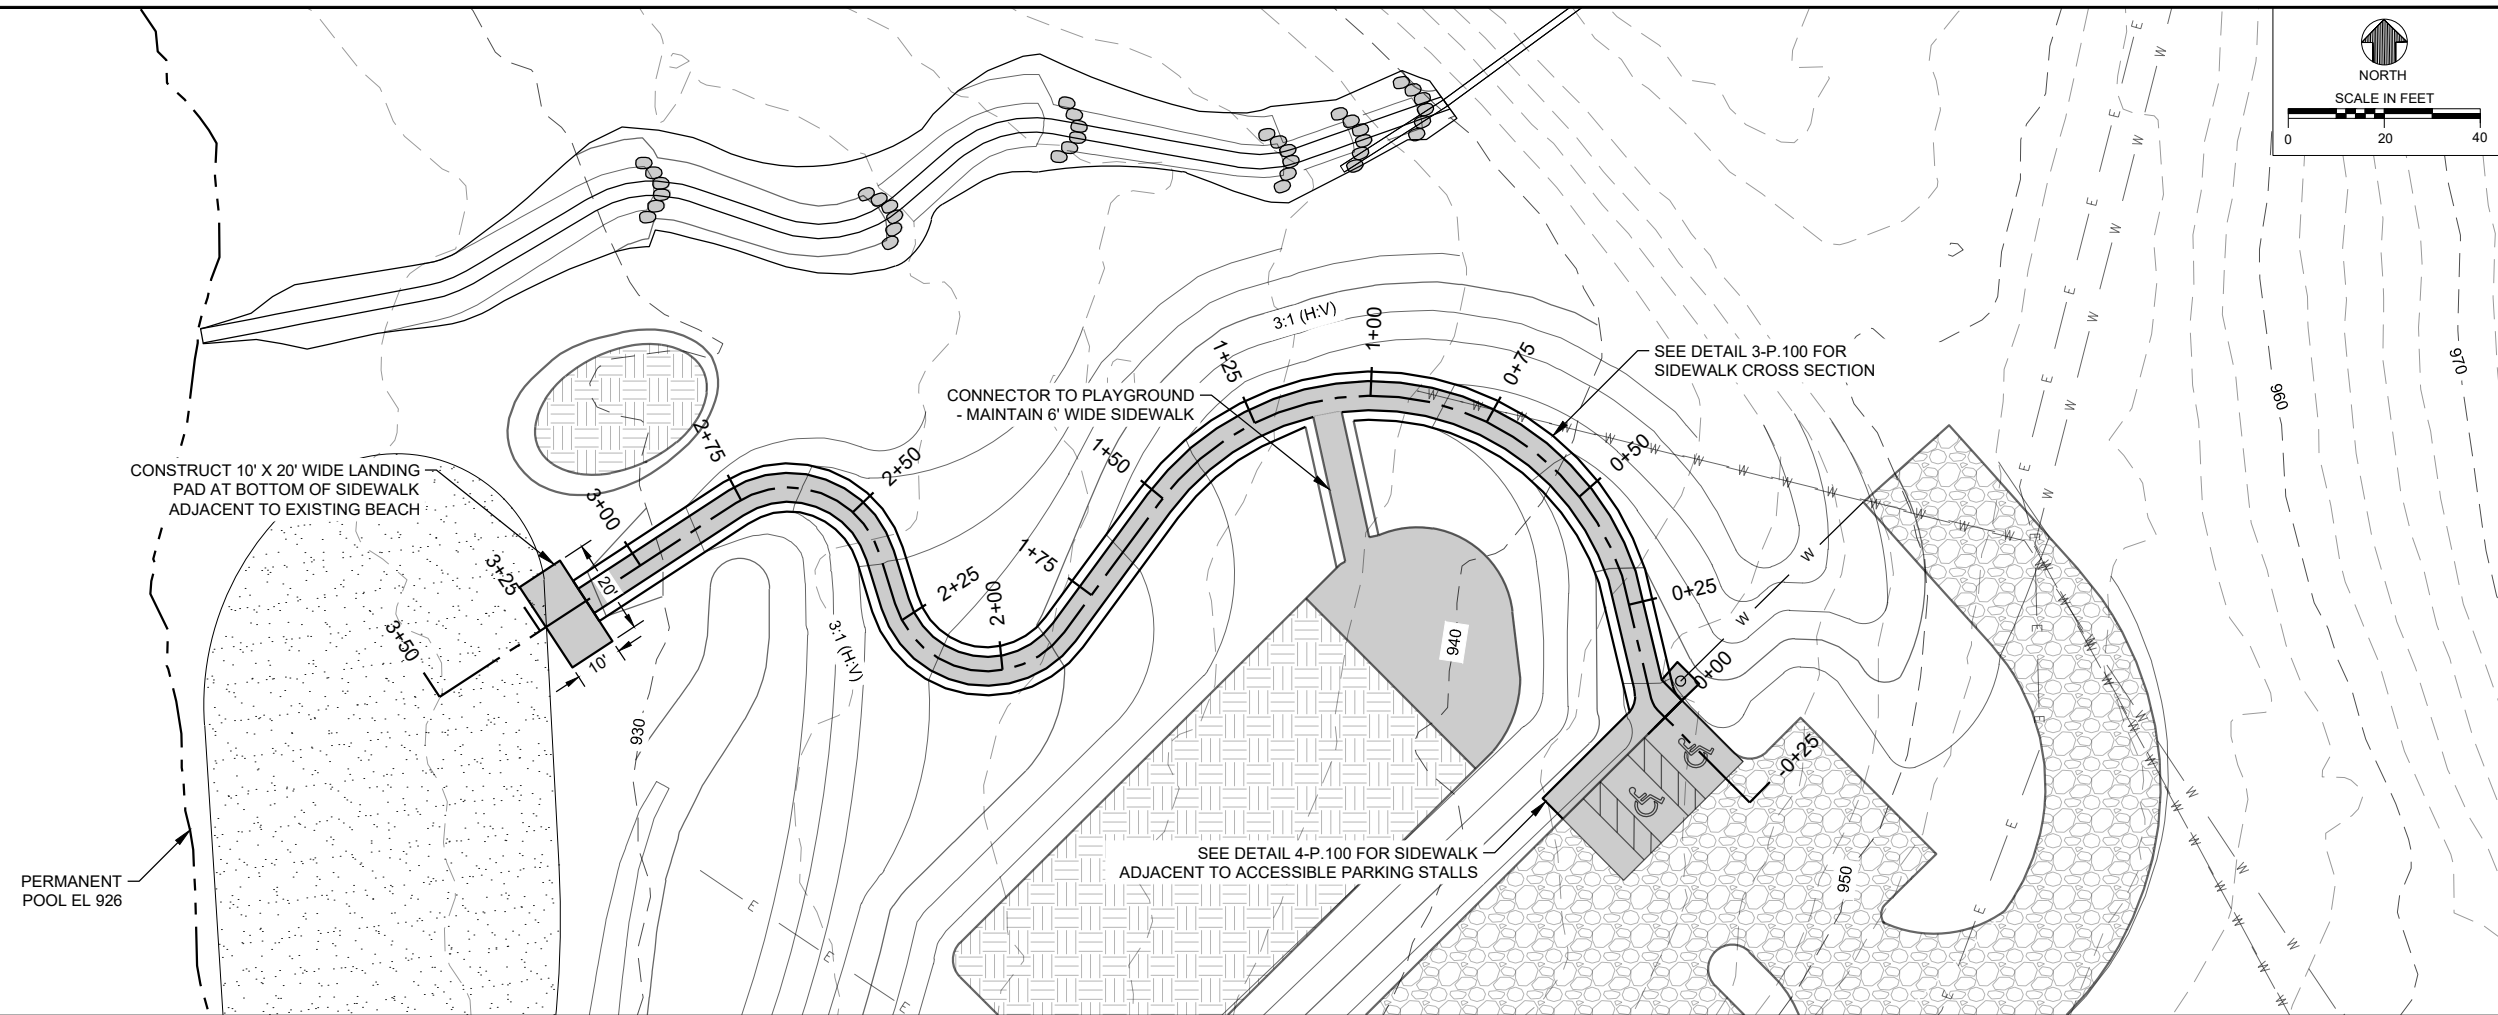 NORTH
SCALE IN FEET
0 20 40
3:1 (H:V)
1+00
1+25
0+75
SEE DETAIL 3-P.100 FOR
SIDEWALK CROSS SECTION
970
960
CONNECTOR TO PLAYGROUND
- MAINTAIN 6' WIDE SIDEWALK
0+50
1+50
2+75
2+50
CONSTRUCT 10' X 20' WIDE LANDING
PAD AT BOTTOM OF SIDEWALK
ADJACENT TO EXISTING BEACH
3+00
3+25
20'
1+75
2+25
2+00
0+25
3+50
10'
3:1 (H:V)
940
0+00
930
-0+25
SEE DETAIL 4-P.100 FOR SIDEWALK
ADJACENT TO ACCESSIBLE PARKING STALLS
950
PERMANENT
POOL EL 926
E
W